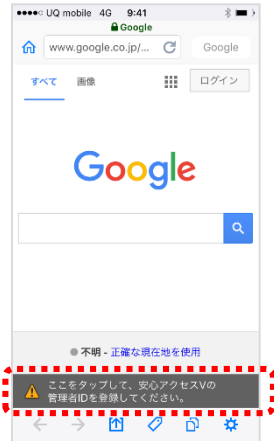 UQ mobile 4G 9:41
Google
www.google.co.jp/... Google
すべて 画像 ログイン
Google
不明 - 正確な現在地を使用
ここをタップして、安心アクセスVの
管理者IDを登録してください。